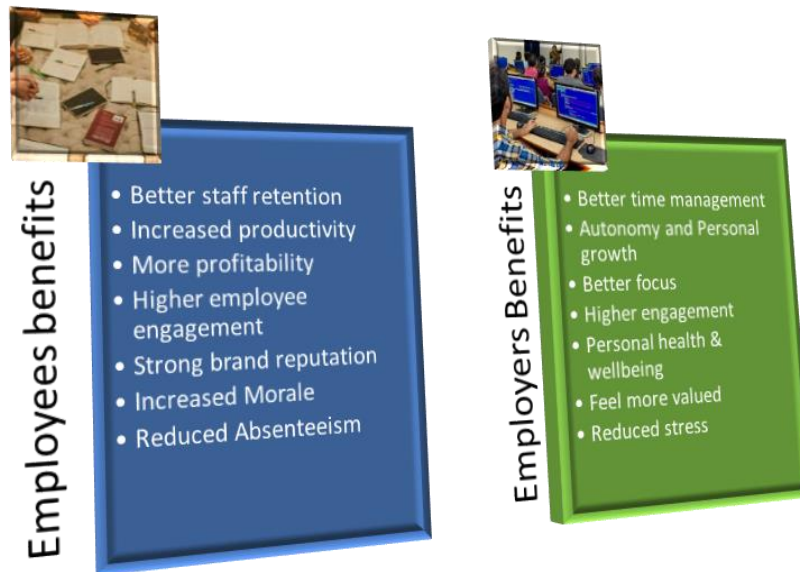 Employees benefits
• Better staff retention
• Increased productivity
• More profitability
• Higher employee
engagement
• Strong brand reputation
• Increased Morale
• Reduced Absenteeism
Employers Benefits
• Better time management
• Autonomy and Personal
growth
• Better focus
• Higher engagement
• Personal health &
wellbeing
• Feel more valued
• Reduced stress